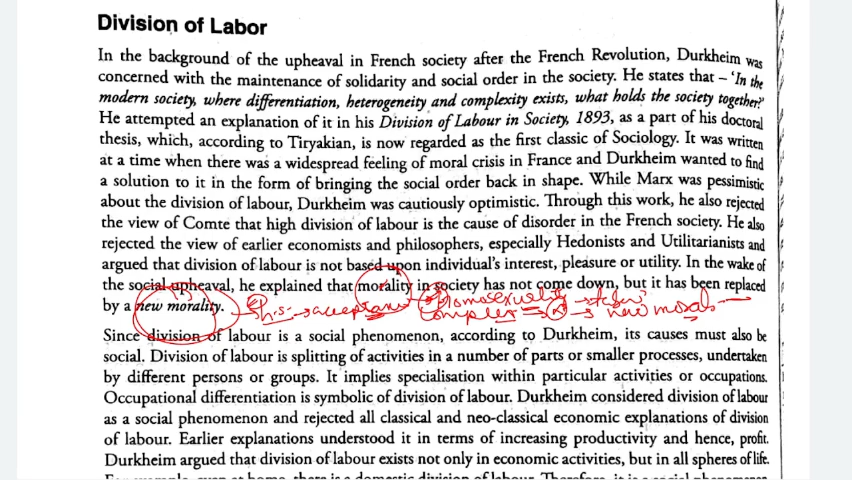 Division of Labor
In the background of the upheaval in French society after the French Revolution, Durkheim was
concerned with the maintenance of solidarity and social order in the society. He states that – 'In the
modern society, where differentiation, heterogeneity and complexity exists, what holds the society together?'
He attempted an explanation of it in his Division of Labour in Society, 1893, as a part of his doctoral
thesis, which, according to Tiryakian, is now regarded as the first classic of Sociology. It was written
at a time when there was a widespread feeling of moral crisis in France and Durkheim wanted to find
a solution to it in the form of bringing the social order back in shape. While Marx was pessimistic
about the division of labour, Durkheim was cautiously optimistic. Through this work, he also rejected
the view of Comte that high division of labour is the cause of disorder in the French society. He also
rejected the view of earlier economists and philosophers, especially Hedonists and Utilitarianists and
argued that division of labour is not based upon individual's interest, pleasure or utility. In the wake of
the social upheaval, he explained that morality in society has not come down, but it has been replaced
by a new morality.
acceptance
Homosexuality
complex new morals
Since division of labour is a social phenomenon, according to Durkheim, its causes must also be
social. Division of labour is splitting of activities in a number of parts or smaller processes, undertaken
by different persons or groups. It implies specialisation within particular activities or occupations.
Occupational differentiation is symbolic of division of labour. Durkheim considered division of labour
as a social phenomenon and rejected all classical and neo-classical economic explanations of division
of labour. Earlier explanations understood it in terms of increasing productivity and hence, profit.
Durkheim argued that division of labour exists not only in economic activities, but in all spheres of life.